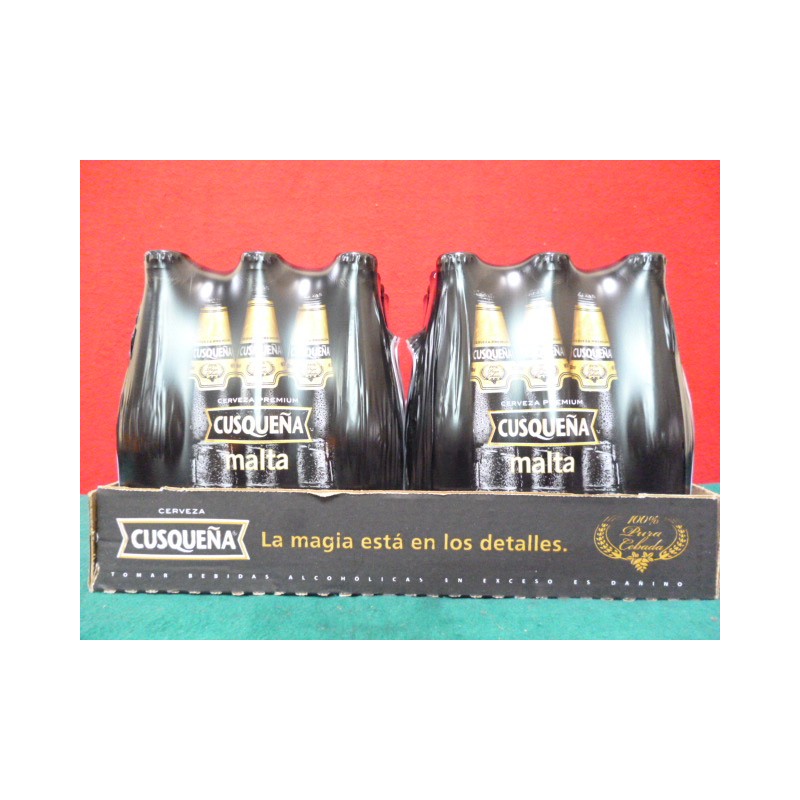 CUSQUEÑA CUSQUEÑA CUSQUEÑA
CERVEZA PREMIUM
CUSQUEÑA
malta
CUSQUEÑA CUSQUEÑA CUSQUEÑA
CERVEZA PREMIUM
CUSQUEÑA
malta
CERVEZA
CUSQUEÑA®
La magia está en los detalles.
100%
Pura
Cebada
TOMAR BEBIDAS ALCOHÓLICAS EN EXCESO ES DAÑINO